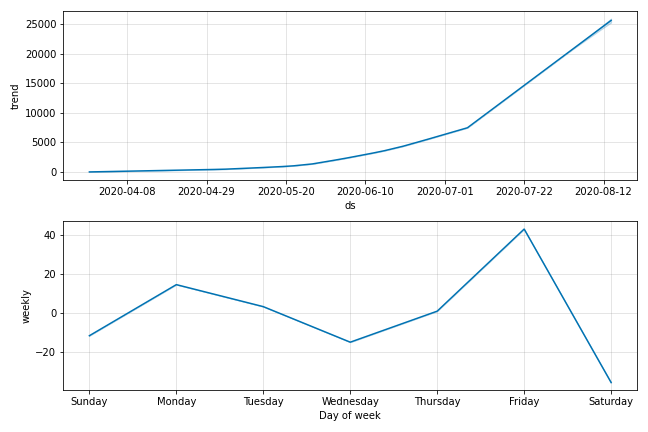 25000
20000
15000
10000
5000
0
trend
2020-04-08 2020-04-29 2020-05-20 2020-06-10 2020-07-01 2020-07-22 2020-08-12
ds
40
20
0
−20
weekly
Sunday Monday Tuesday Wednesday Thursday Friday Saturday
Day of week